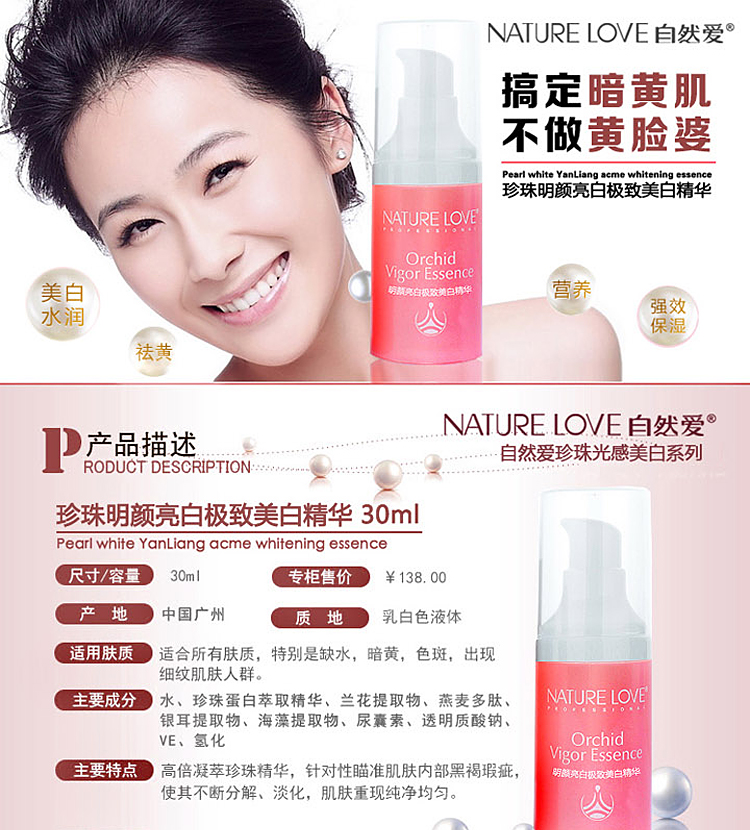 NATURE LOVE 自然爱®
搞定暗黄肌
不做黄脸婆
Pearl white YanLiang acme whitening essence
珍珠明颜亮白极致美白精华
NATURE LOVE®
PROFESSIONAL
Orchid
Vigor Essence
明颜亮白极致美白精华
美白
水润
祛黄
营养
强效
保湿
产品描述
PRODUCT DESCRIPTION
NATURE LOVE 自然爱®
自然爱珍珠光感美白系列
珍珠明颜亮白极致美白精华 30ml
Pearl white YanLiang acme whitening essence
尺寸/容量 30ml 专柜售价 ¥138.00
产 地 中国广州 质 地 乳白色液体
适用肤质 适合所有肤质，特别是缺水，暗黄，色斑，出现
细纹肌肤人群。
主要成分 水、珍珠蛋白萃取精华、兰花提取物、燕麦多肽、
银耳提取物、海藻提取物、尿囊素、透明质酸钠、
VE、氢化
主要特点 高倍凝萃珍珠精华，针对性瞄准肌肤内部黑褐瑕疵，
使其不断分解、淡化，肌肤重现纯净均匀。
NATURE LOVE®
PROFESSIONAL
Orchid
Vigor Essence
明颜亮白极致美白精华